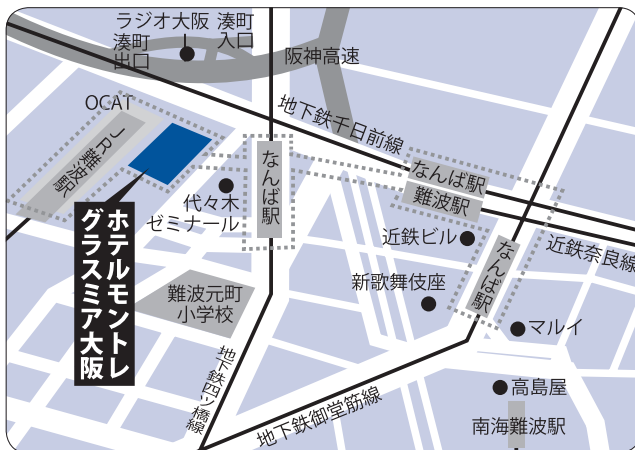 ラジオ大阪
湊町
入口
湊町
出口
阪神高速
OCAT
地下鉄千日前線
JR難波駅
なんば駅
なんば駅
難波駅
代々木
ゼミナール
近鉄ビル
近鉄奈良線
なんば駅
ホテルモントレ
グラスミア大阪
難波元町
小学校
新歌舞伎座
マルイ
地下鉄四ツ橋線
地下鉄御堂筋線
高島屋
南海難波駅